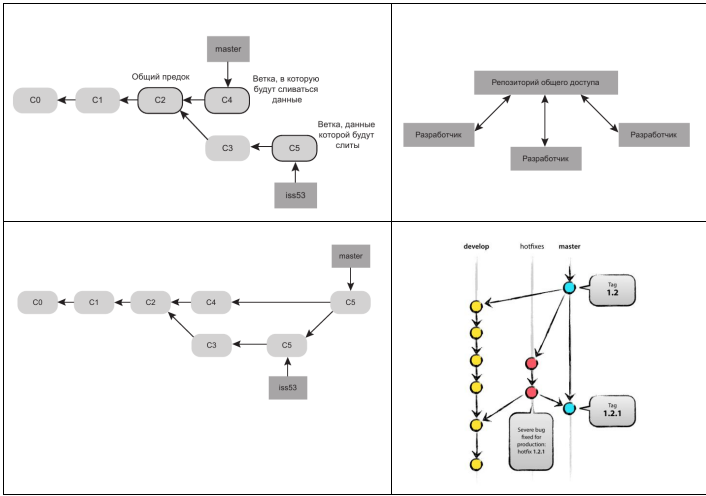 master
Общий предок
Ветка, в которую
будут сливаться
данные
C0
C1
C2
C4
Ветка, данные
которой будут
слиты
C3
C5
iss53
Репозиторий общего доступа
Разработчик
Разработчик
Разработчик
master
C0
C1
C2
C4
C5
C3
C5
iss53
develop
hotfixes
master
Tag
1.2
Tag
1.2.1
Severe bug
fixed for
production:
hotfix 1.2.1